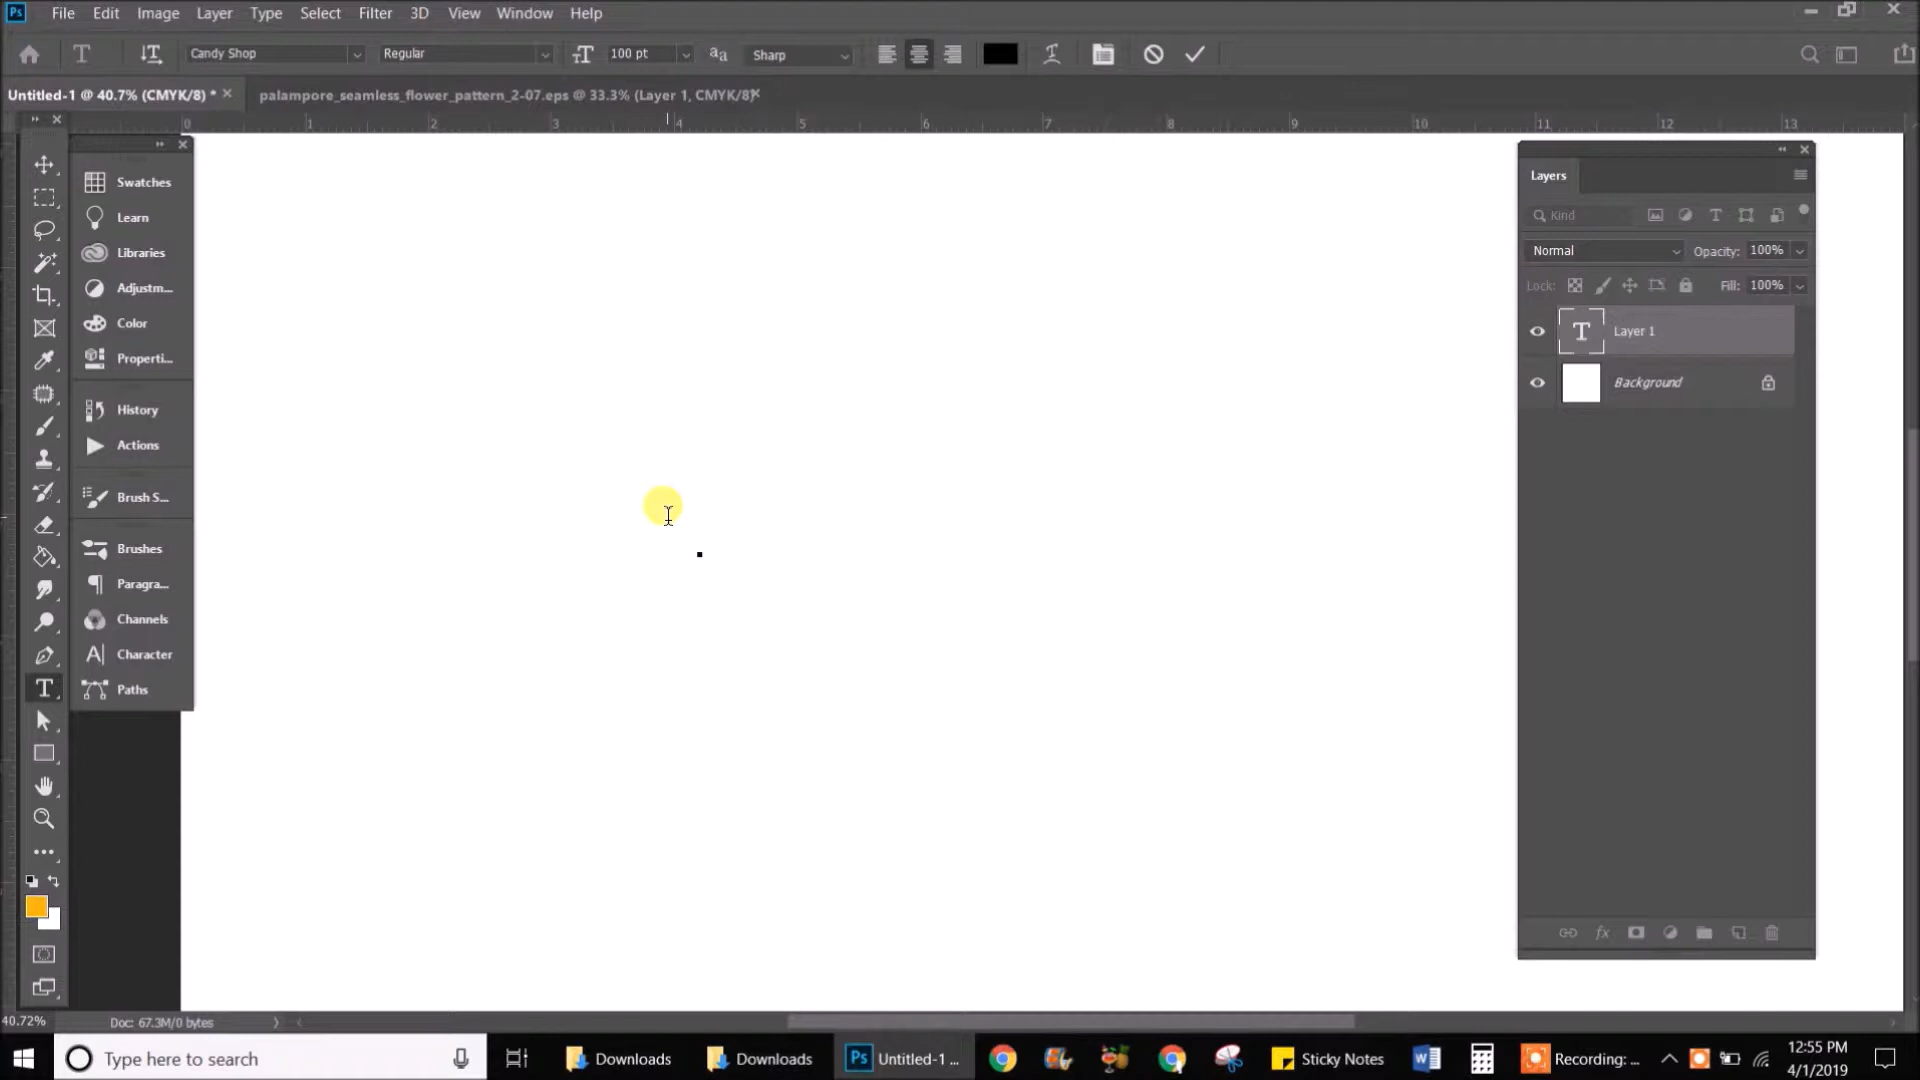 Ps File Edit Image Layer Type Select Filter 3D View Window Help
T Candy Shop Regular 100 pt aa Sharp
Untitled-1 @ 40.7% (CMYK/8) * palampore_seamless_flower_pattern_2-07.eps @ 33.3% (Layer 1, CMYK/8)
0 1 2 3 4 5 6 7 8 9 10 11 12 13
Swatches
Learn
Libraries
Adjustm...
Color
Properti...
History
Actions
Brush S...
Brushes
Paragra...
Channels
Character
Paths
Layers
Kind
Normal Opacity: 100%
Lock: Fill: 100%
T Layer 1
Background
fx
40.72% Doc: 67.3M/0 bytes
Type here to search Downloads Downloads Ps Untitled-1 ... Sticky Notes Recording: ... 12:55 PM
4/1/2019